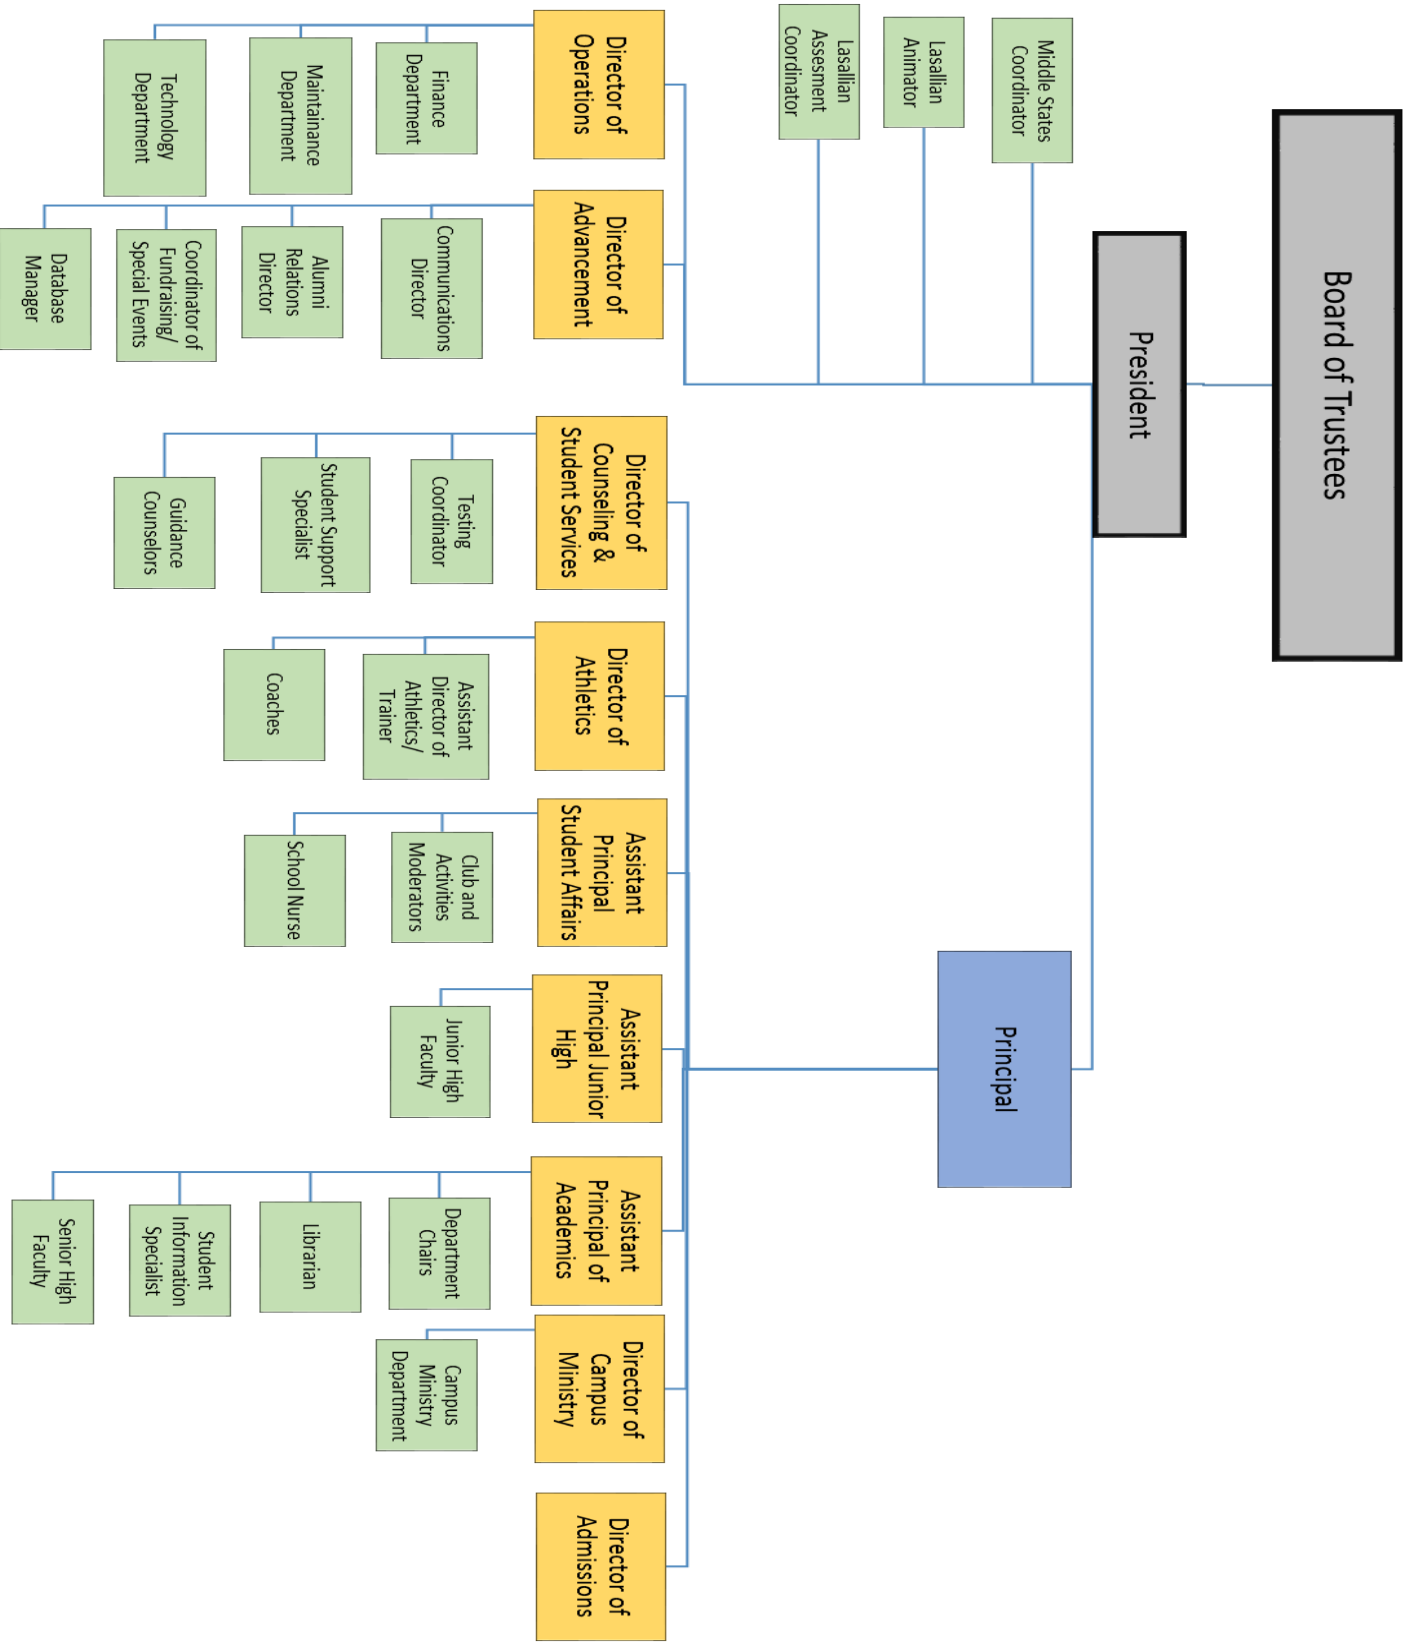 Board of Trustees
President
Middle States
Coordinator
Lasallian
Animator
Lasallian
Assesment
Coordinator
Principal
Director of
Operations
Finance
Department
Maintainance
Department
Technology
Department
Director of
Advancement
Communications
Director
Alumni
Relations
Director
Coordinator of
Fundraising/
Special Events
Database
Manager
Director of
Counseling &
Student Services
Testing
Coordinator
Student Support
Specialist
Guidance
Counselors
Director of
Athletics
Assistant
Director of
Athletics/
Trainer
Coaches
Assistant
Principal
Student Affairs
Club and
Activities
Moderators
School Nurse
Assistant
Principal Junior
High
Junior High
Faculty
Assistant
Principal of
Academics
Department
Chairs
Librarian
Student
Information
Specialist
Senior High
Faculty
Director of
Campus
Ministry
Campus
Ministry
Department
Director of
Admissions